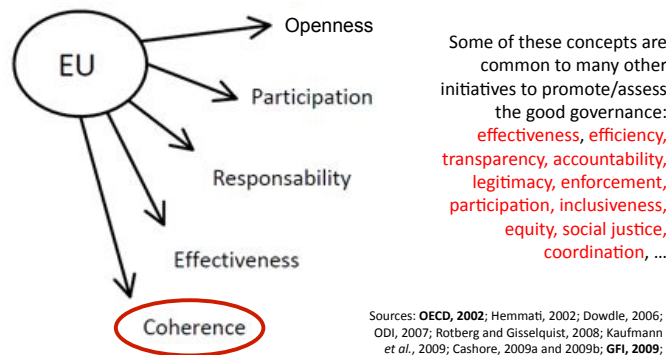 EU
Openness
Participation
Responsability
Effectiveness
Coherence
Some of these concepts are
common to many other
initiatives to promote/assess
the good governance:
effectiveness, efficiency,
transparency, accountability,
legitimacy, enforcement,
participation, inclusiveness,
equity, social justice,
coordination, ...
Sources: OECD, 2002; Hemmati, 2002; Dowdle, 2006;
ODI, 2007; Rotberg and Gisselquist, 2008; Kaufmann
et al., 2009; Cashore, 2009a and 2009b; GFI, 2009;